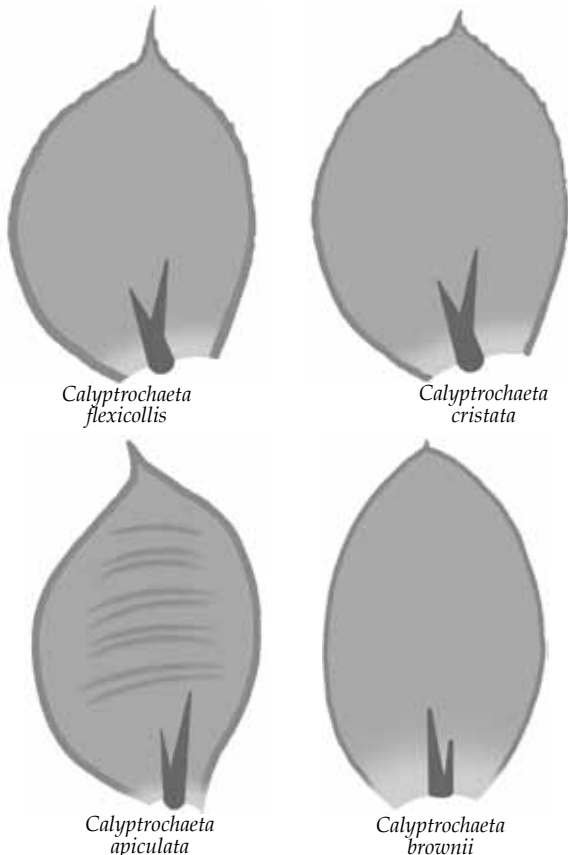 Calyptrochaeta
flexicollis
Calyptrochaeta
cristata
Calyptrochaeta
apiculata
Calyptrochaeta
brownii